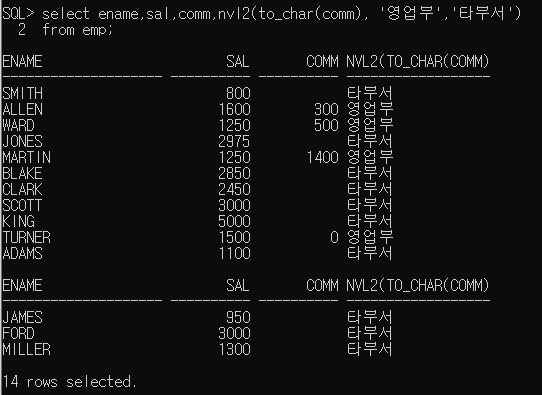 SQL> select ename,sal,comm,nvl2(to_char(comm), '영업부','타부서')
  2  from emp;

ENAME                       SAL       COMM NVL2(TO_CHAR(COMM)
-------------------- ---------- ---------- ------------------
SMITH                       800            타부서
ALLEN                      1600        300 영업부
WARD                       1250        500 영업부
JONES                      2975            타부서
MARTIN                     1250       1400 영업부
BLAKE                      2850            타부서
CLARK                      2450            타부서
SCOTT                      3000            타부서
KING                       5000            타부서
TURNER                     1500          0 영업부
ADAMS                      1100            타부서

ENAME                       SAL       COMM NVL2(TO_CHAR(COMM)
-------------------- ---------- ---------- ------------------
JAMES                       950            타부서
FORD                       3000            타부서
MILLER                     1300            타부서

14 rows selected.